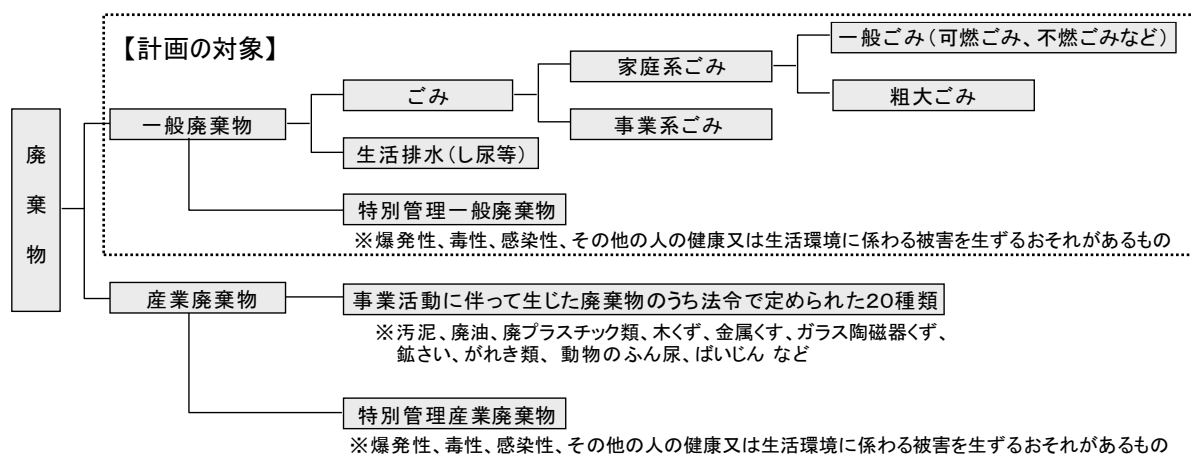 【計画の対象】
一般ごみ（可燃ごみ、不燃ごみなど）
家庭系ごみ
ごみ
粗大ごみ
一般廃棄物
事業系ごみ
生活排水（し尿等）
廃棄物
特別管理一般廃棄物
※爆発性、毒性、感染性、その他の人の健康又は生活環境に係わる被害を生ずるおそれがあるもの
産業廃棄物
事業活動に伴って生じた廃棄物のうち法令で定められた20種類
※汚泥、廃油、廃プラスチック類、木くず、金属くす、ガラス陶磁器くず、
鉱さい、がれき類、 動物のふん尿、ばいじん など
特別管理産業廃棄物
※爆発性、毒性、感染性、その他の人の健康又は生活環境に係わる被害を生ずるおそれがあるもの